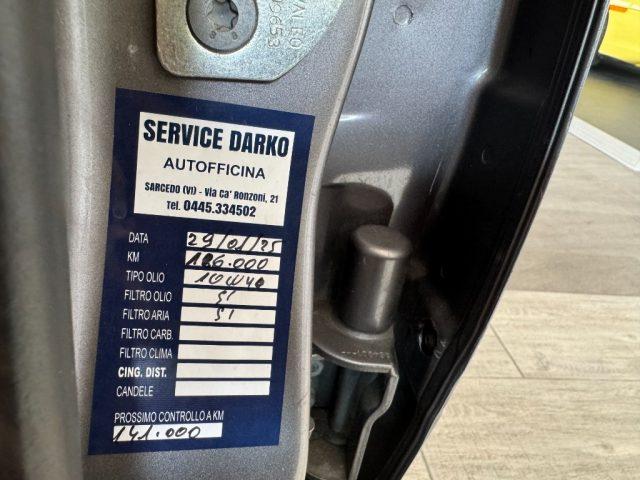 VALEO
SERVICE DARKO
AUTOFFICINA
SARCEDO (VI) - Via Ca' Ronzoni, 21
Tel. 0445.334502
DATA 29/01/25
KM 126.000
TIPO OLIO 10W40
FILTRO OLIO SI
FILTRO ARIA SI
FILTRO CARB.
FILTRO CLIMA
CING. DIST.
CANDELE
PROSSIMO CONTROLLO A KM
141.000